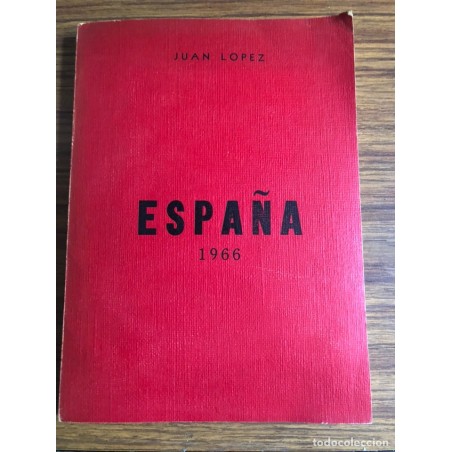 JUAN LOPEZ
ESPAÑA
1966
todocoleccion